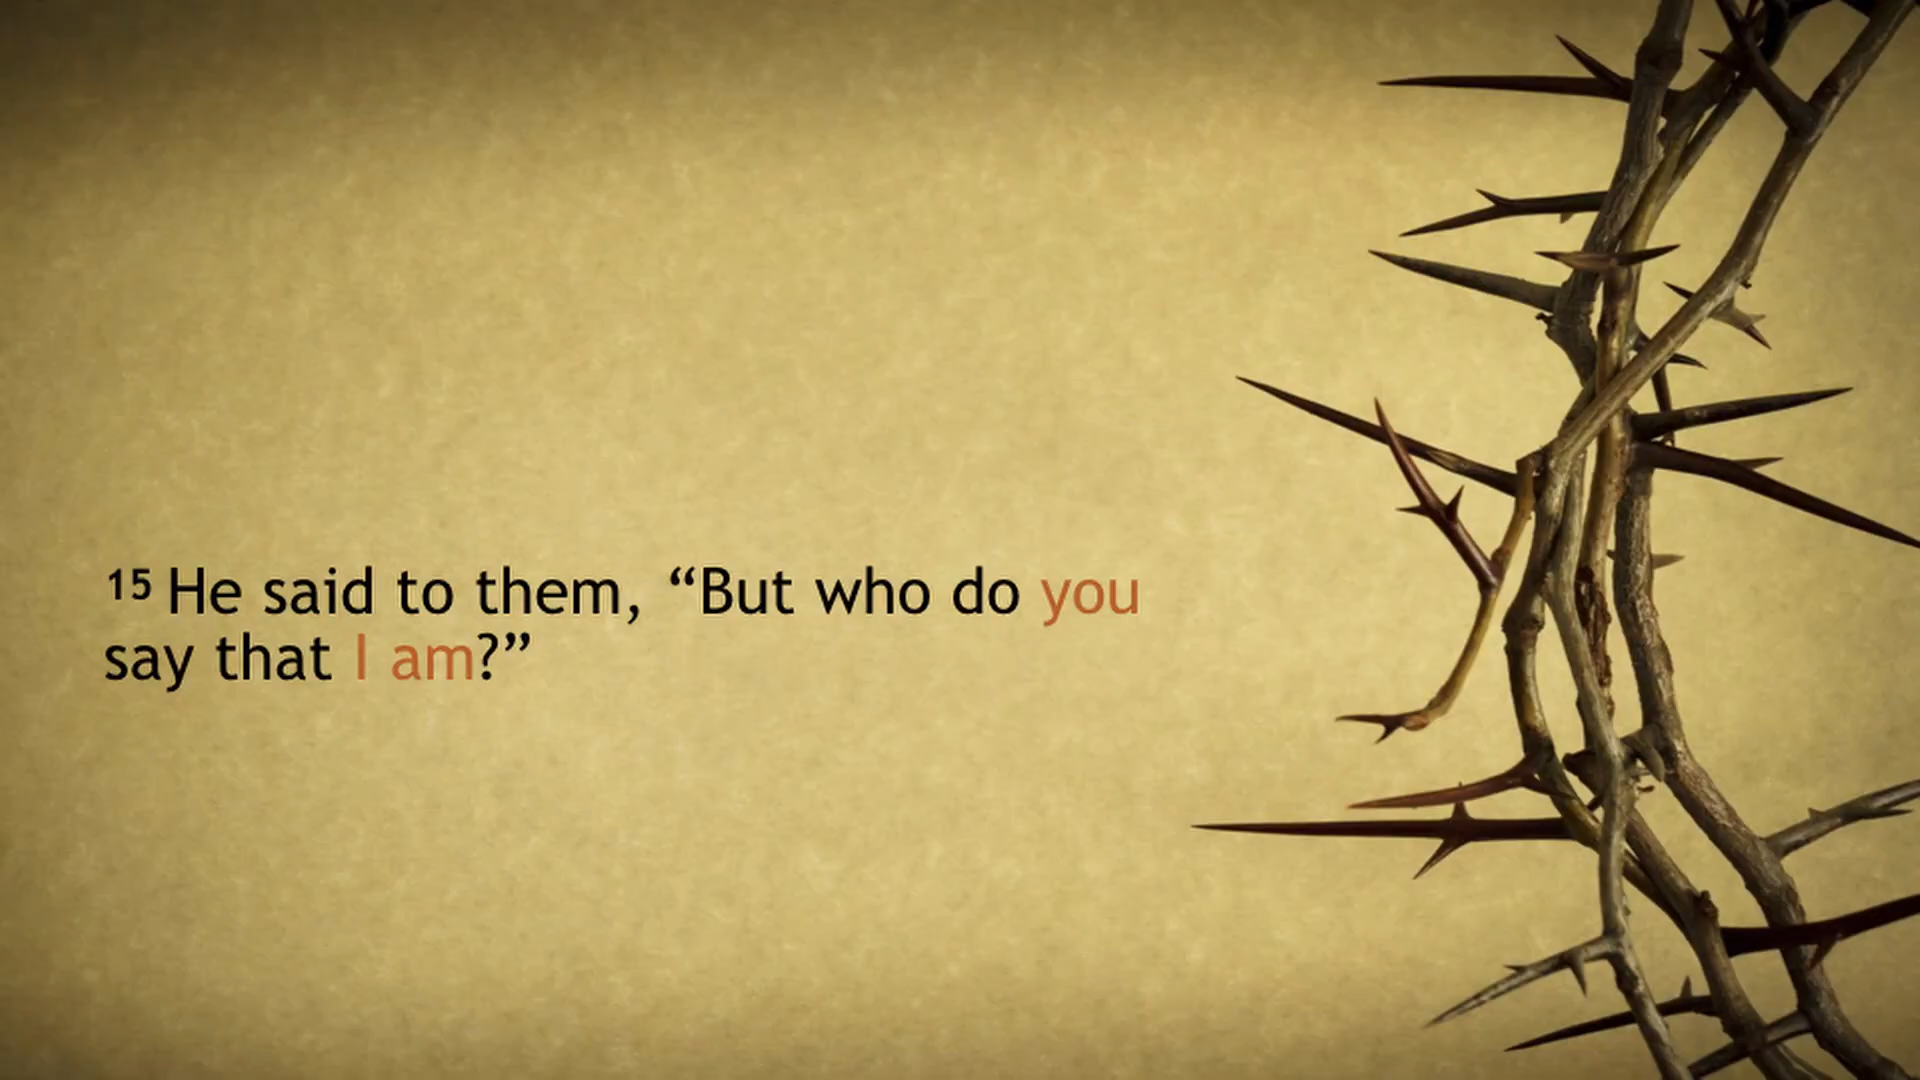 15 He said to them, “But who do you
say that I am?”